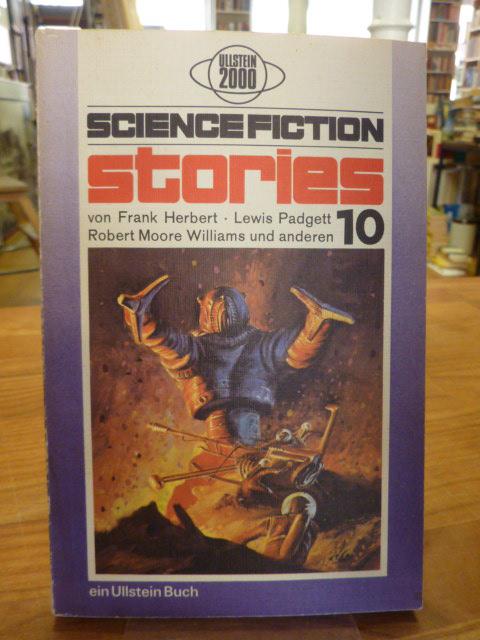 ULLSTEIN
2000
SCIENCE FICTION
stories
von Frank Herbert · Lewis Padgett
Robert Moore Williams und anderen 10
ein Ullstein Buch